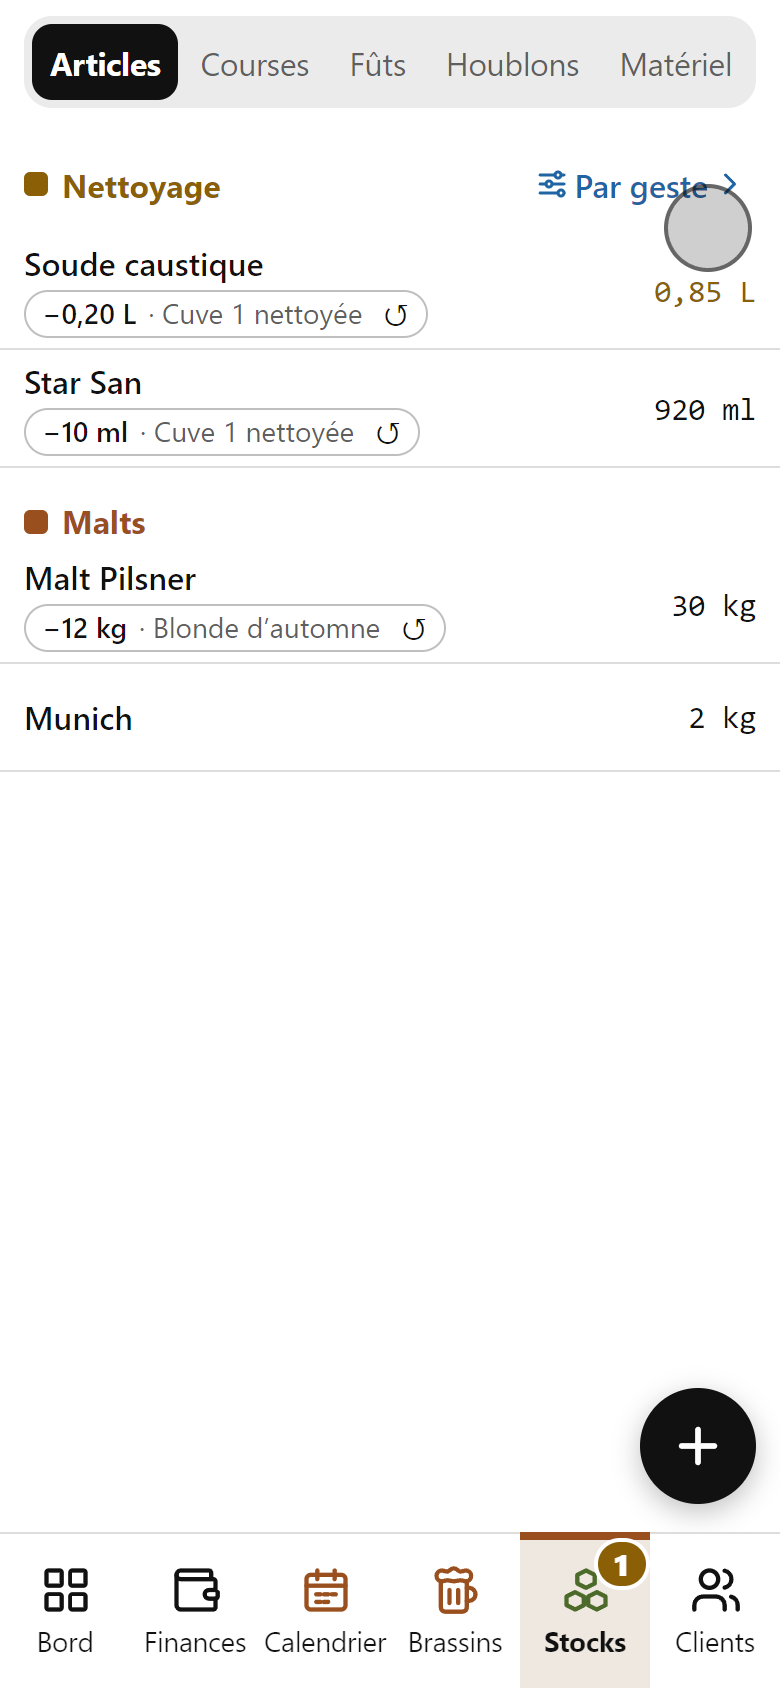 Articles Courses Fûts Houblons Matériel
Nettoyage Par geste
Soude caustique
−0,20 L · Cuve 1 nettoyée
0,85 L
Star San
−10 ml · Cuve 1 nettoyée
920 ml
Malts
Malt Pilsner
−12 kg · Blonde d’automne
30 kg
Munich 2 kg
1
Bord Finances Calendrier Brassins Stocks Clients